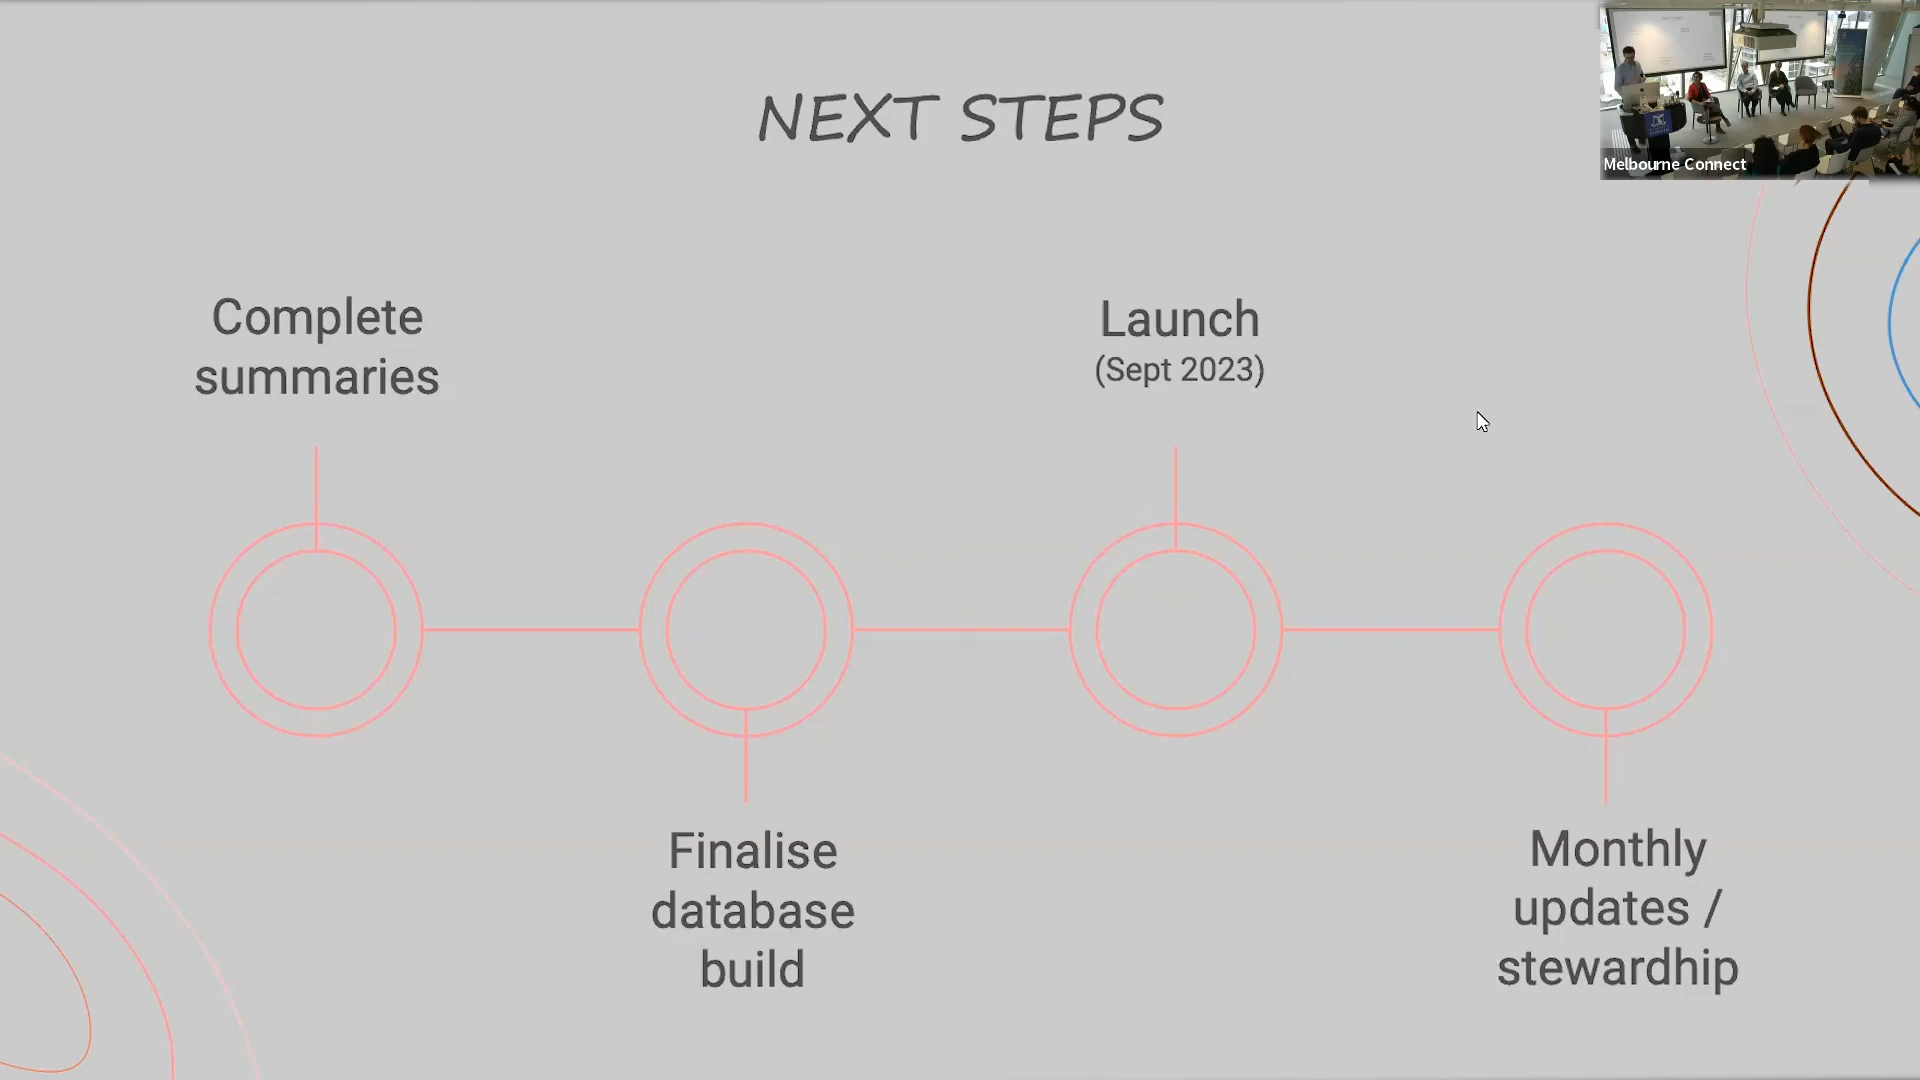 NEXT STEPS
Melbourne Connect
Complete
summaries
Finalise
database
build
Launch
(Sept 2023)
Monthly
updates /
stewardhip